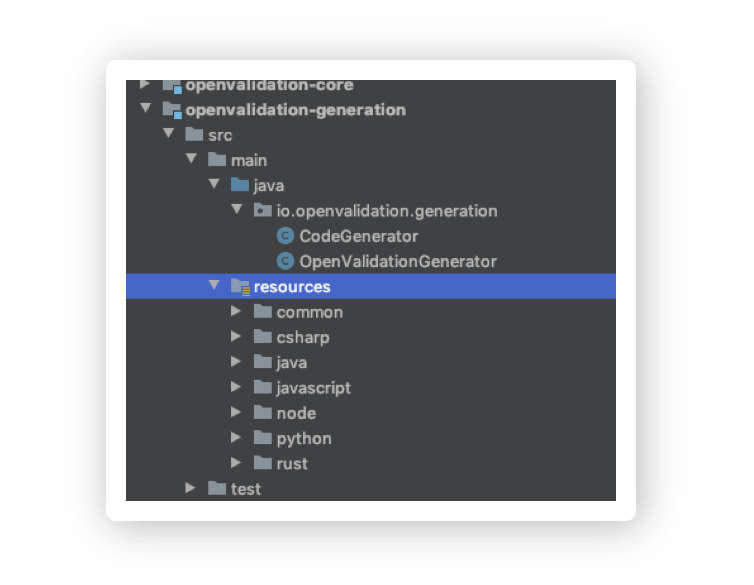 openvalidation-core
openvalidation-generation
src
main
java
io.openvalidation.generation
CodeGenerator
OpenValidationGenerator
resources
common
csharp
java
javascript
node
python
rust
test